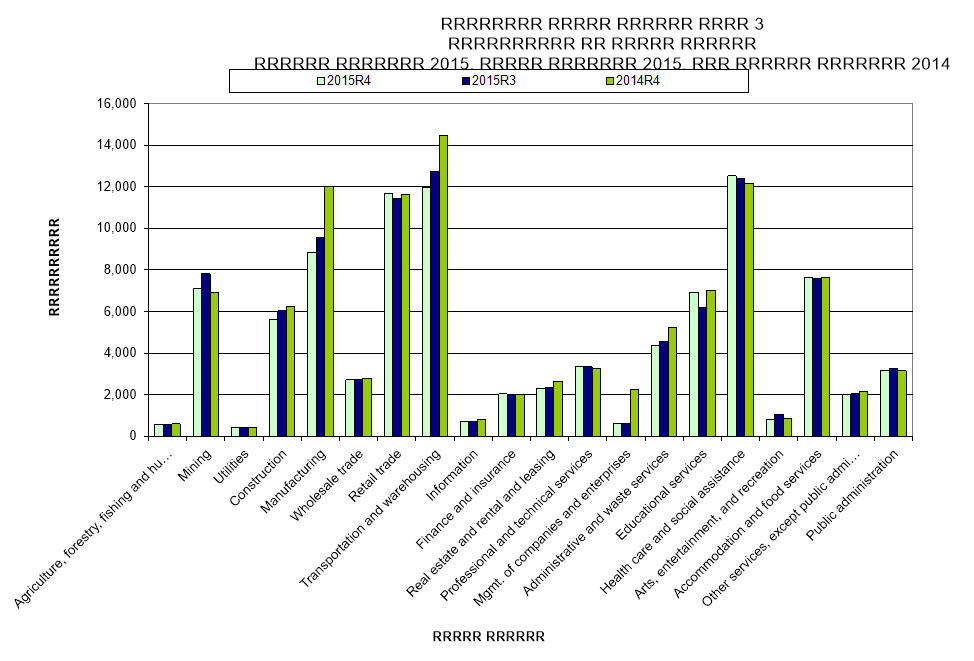 RRRRRRRR RRRRR RRRRRR RRRR 3
RRRRRRRRRR RR RRRRR RRRRRR
RRRRRR RRRRRRR 2015, RRRRR RRRRRRR 2015, RRR RRRRRR RRRRRRR 2014
2015R4 2015R3 2014R4
16,000
14,000
12,000
10,000
8,000
6,000
4,000
2,000
0
RRRRRRRRRR
Agriculture, forestry, fishing and hu...
Mining
Utilities
Construction
Manufacturing
Wholesale trade
Retail trade
Transportation and warehousing
Information
Finance and insurance
Real estate and rental and leasing
Professional and technical services
Mgmt. of companies and enterprises
Administrative and waste services
Educational services
Health care and social assistance
Arts, entertainment, and recreation
Accommodation and food services
Other services, except public admi...
Public administration
RRRRR RRRRRR